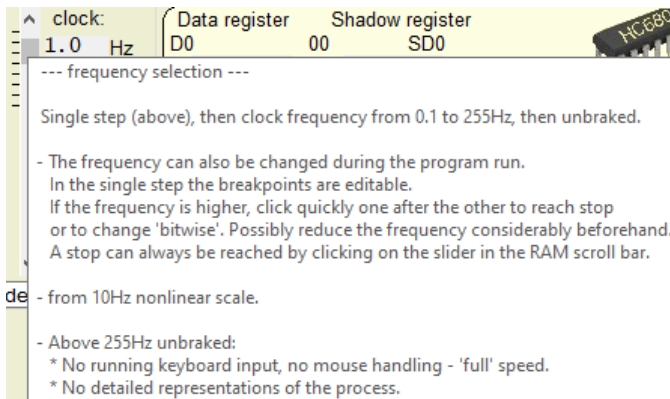 clock:
Data register Shadow register
1.0 Hz
D0 00 SD0
HC680
--- frequency selection ---
Single step (above), then clock frequency from 0.1 to 255Hz, then unbraked.
- The frequency can also be changed during the program run.
In the single step the breakpoints are editable.
If the frequency is higher, click quickly one after the other to reach stop
or to change 'bitwise'. Possibly reduce the frequency considerably beforehand.
A stop can always be reached by clicking on the slider in the RAM scroll bar.
de
- from 10Hz nonlinear scale.
- Above 255Hz unbraked:
* No running keyboard input, no mouse handling - 'full' speed.
* No detailed representations of the process.